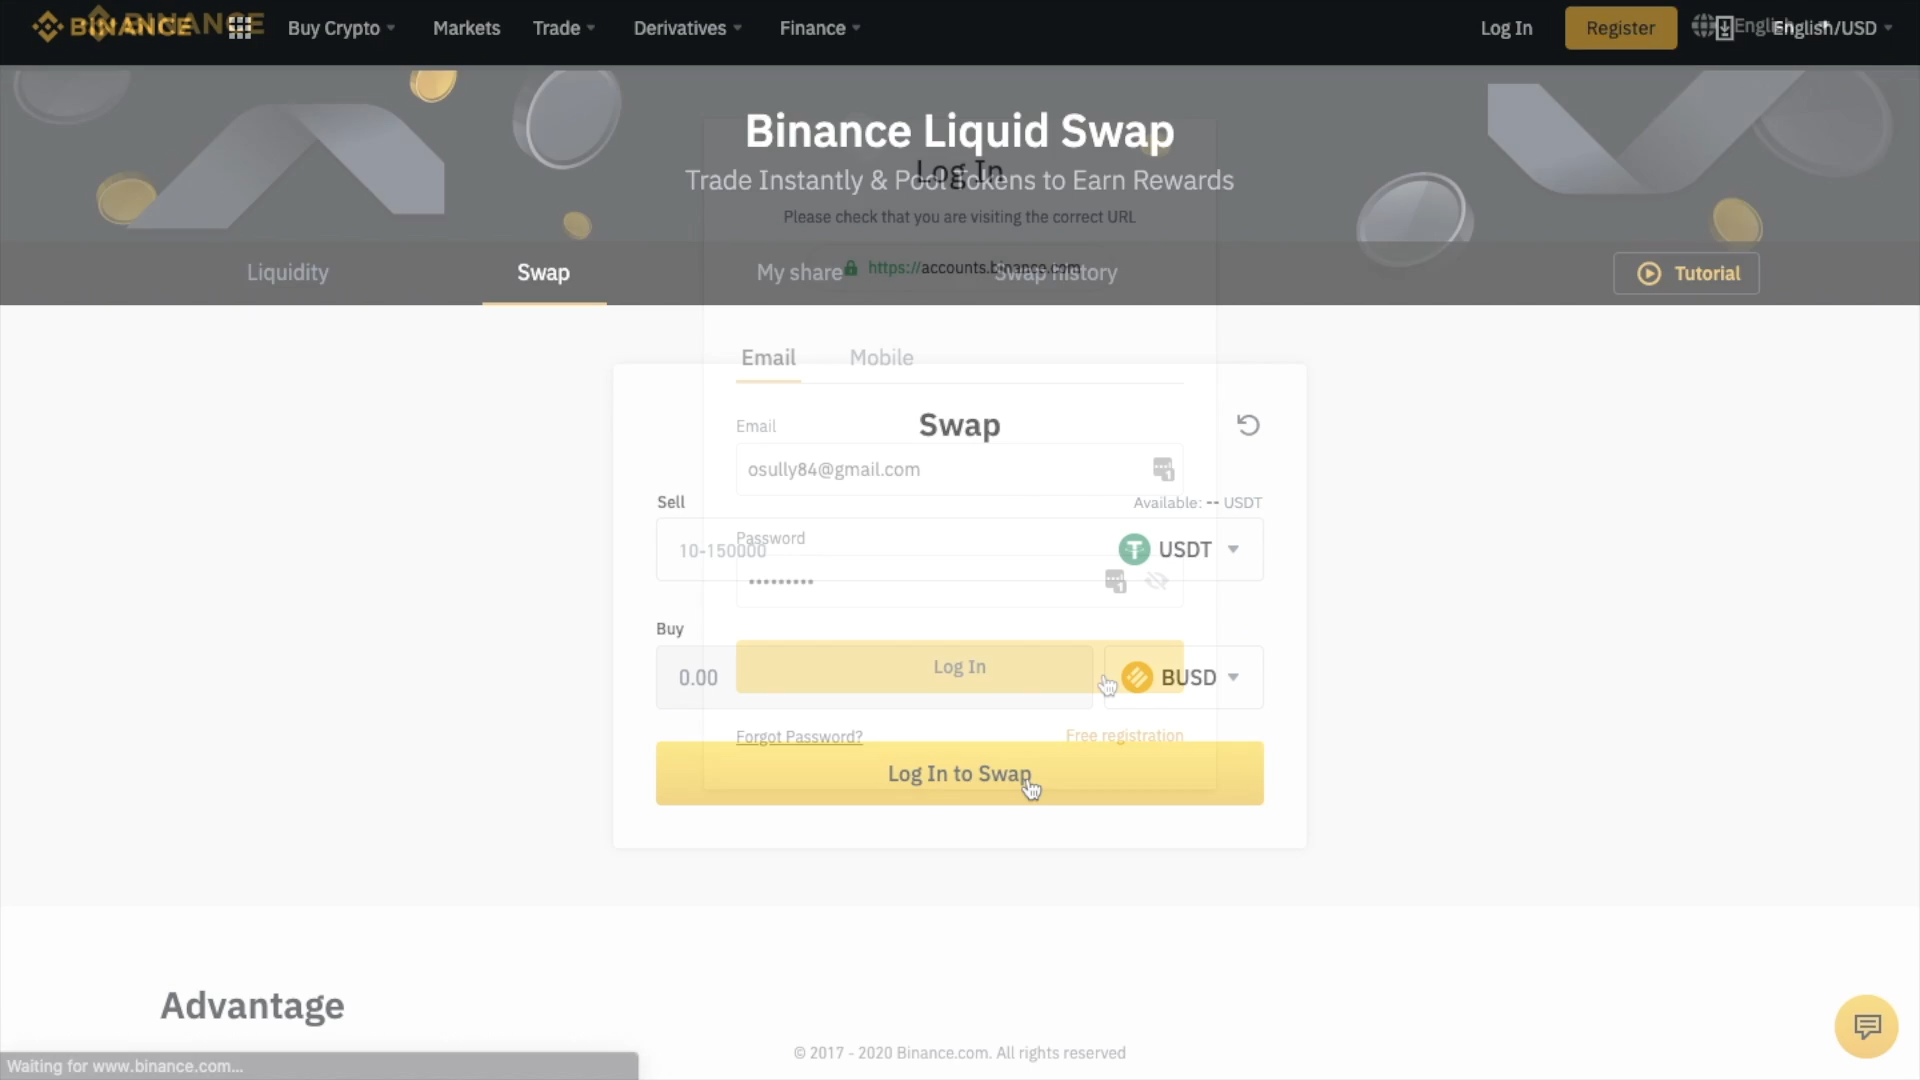 BINANCE
BINANCE
Buy Crypto
Markets
Trade
Derivatives
Finance
Log In
Register
English
English/USD
Binance Liquid Swap
Log In
Trade Instantly & Pool Tokens to Earn Rewards
Please check that you are visiting the correct URL
Liquidity
Swap
My share
https://accounts.binance.com
Swap history
Tutorial
Email
Mobile
Swap
Email
osully84@gmail.com
Sell
Available: -- USDT
Password
10-150000
USDT
•••••••••
Buy
0.00
Log In
BUSD
Forgot Password?
Free registration
Log In to Swap
Advantage
© 2017 - 2020 Binance.com. All rights reserved
Waiting for www.binance.com...